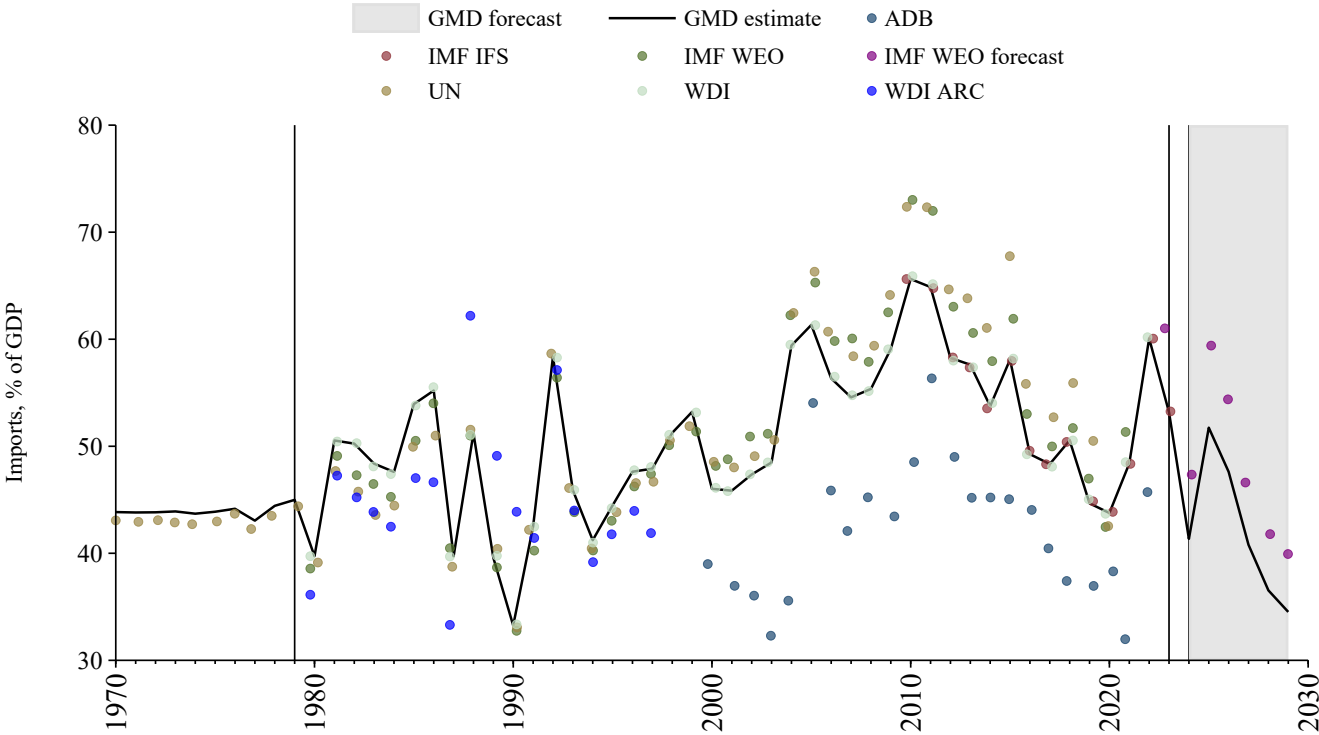 GMD forecast GMD estimate ADB
IMF IFS IMF WEO IMF WEO forecast
UN WDI WDI ARC
Imports, % of GDP
80
70
60
50
40
30
1970 1980 1990 2000 2010 2020 2030